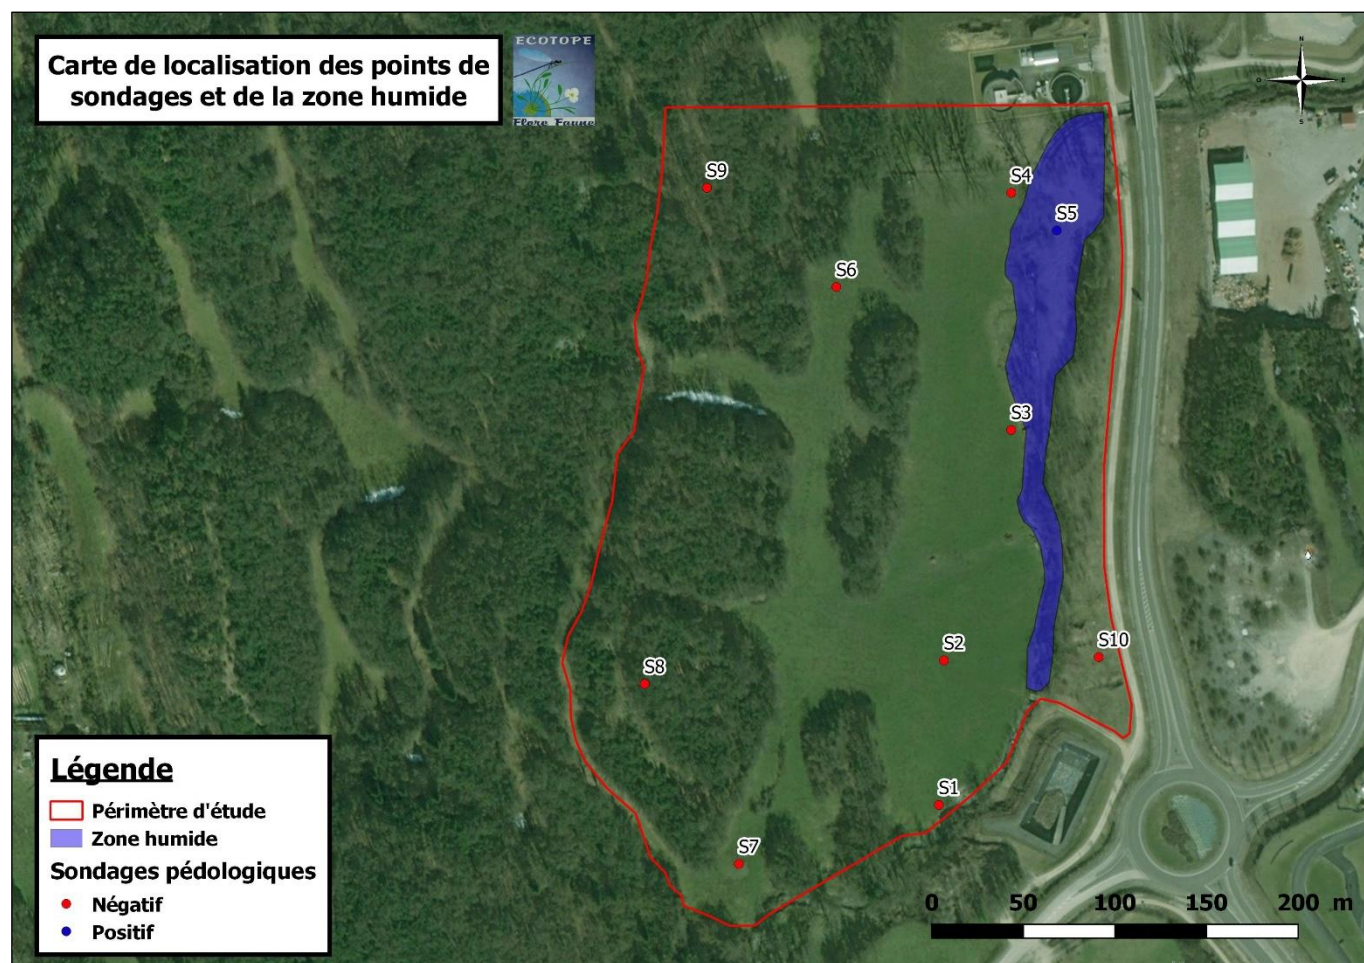 Carte de localisation des points de
sondages et de la zone humide
ECOTOPE
Flore Faune
N
O
E
S
S9
S4
S5
S6
S3
S2
S10
S8
S1
S7
Légende
Périmètre d'étude
Zone humide
Sondages pédologiques
Négatif
Positif
0 50 100 150 200 m